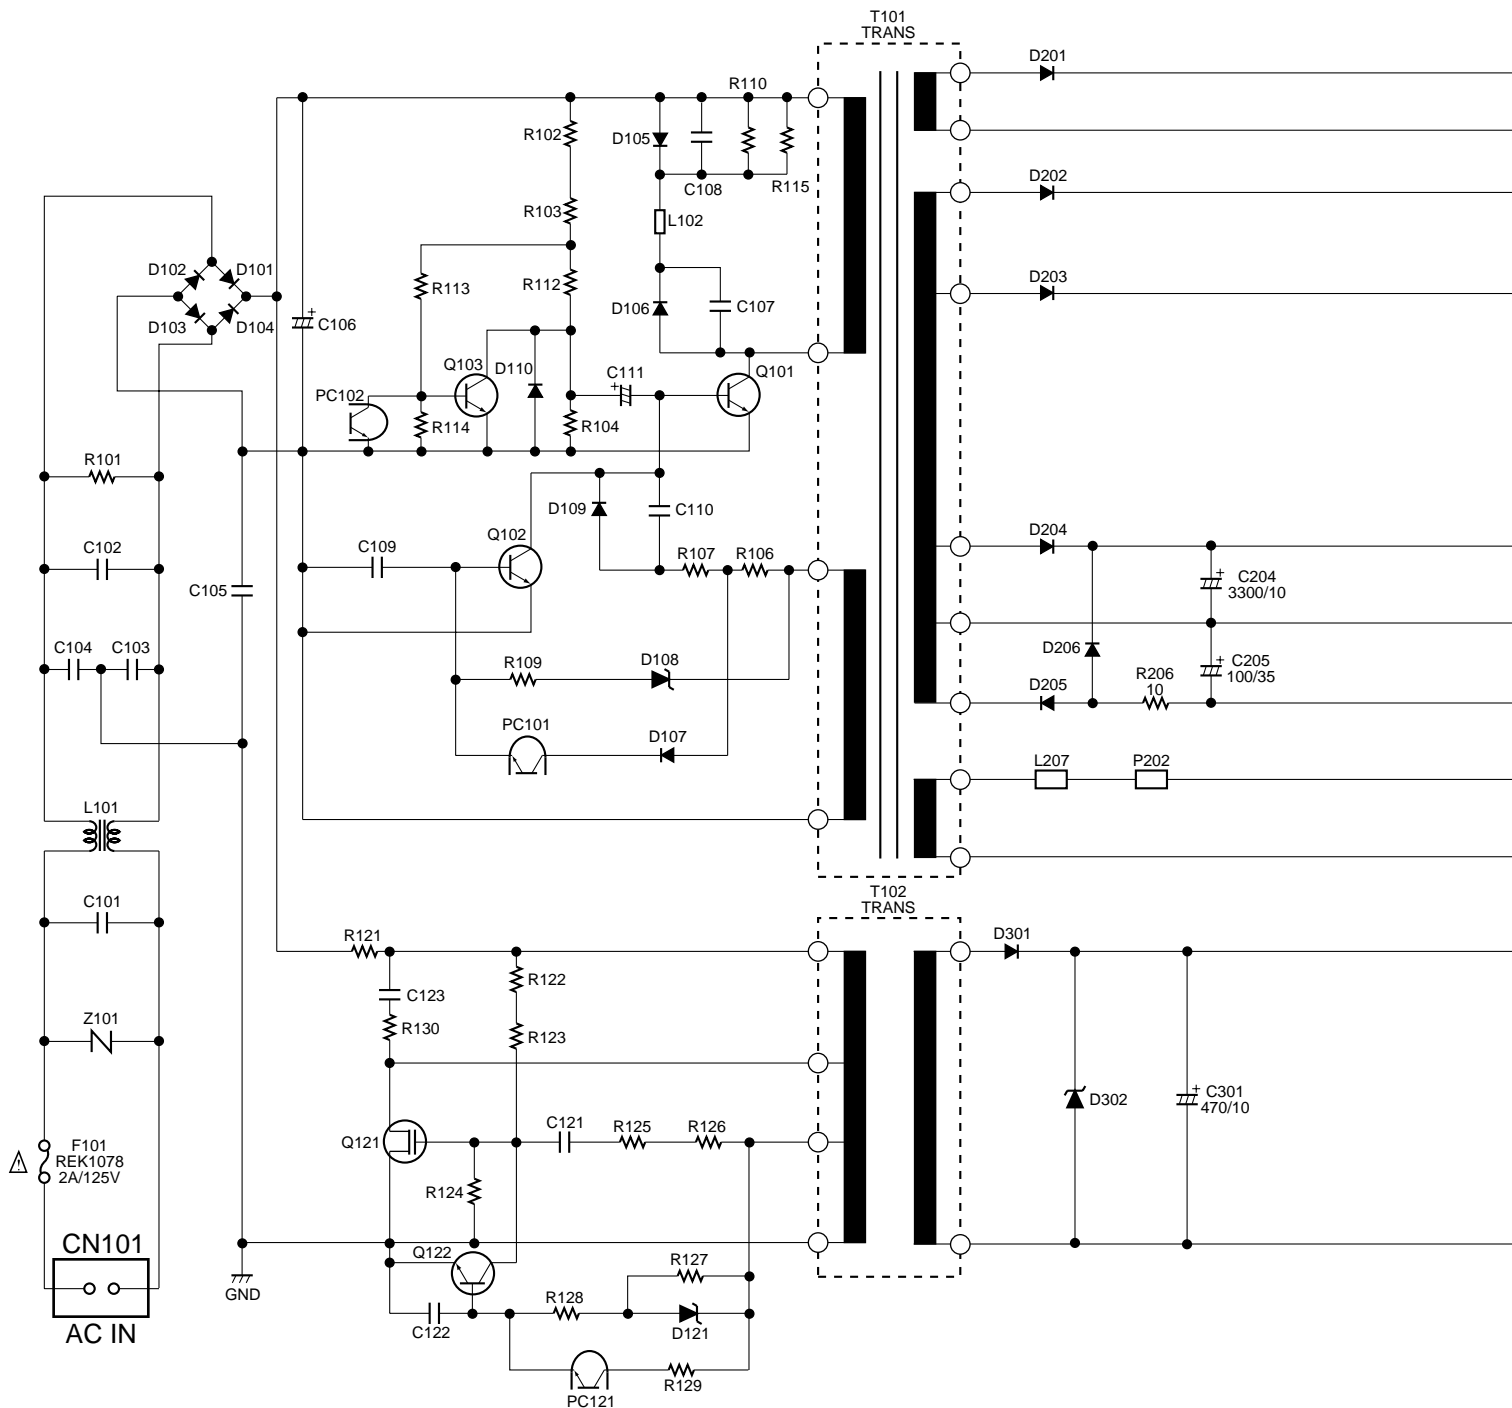 T101
TRANS
D201
R110
R102
D105
C108
R115
D202
R103
L102
D102
D101
D203
R113
R112
D106
C107
D103
D104
+
C106
Q103
D110
C111
+
Q101
PC102
R114
R104
R101
D109
C110
Q102
D204
C102
C109
R107
R106
C105
+
C204
3300/10
C104
C103
D206
+
C205
100/35
R109
D108
D205
R206
10
PC101
D107
L207
P202
L101
T102
TRANS
C101
R121
D301
R122
C123
Z101
R130
R123
D302
+
C301
470/10
C121
R125
R126
Q121
!
F101
REK1078
2A/125V
R124
CN101
Q122
R127
GND
R128
AC IN
C122
D121
R129
PC121